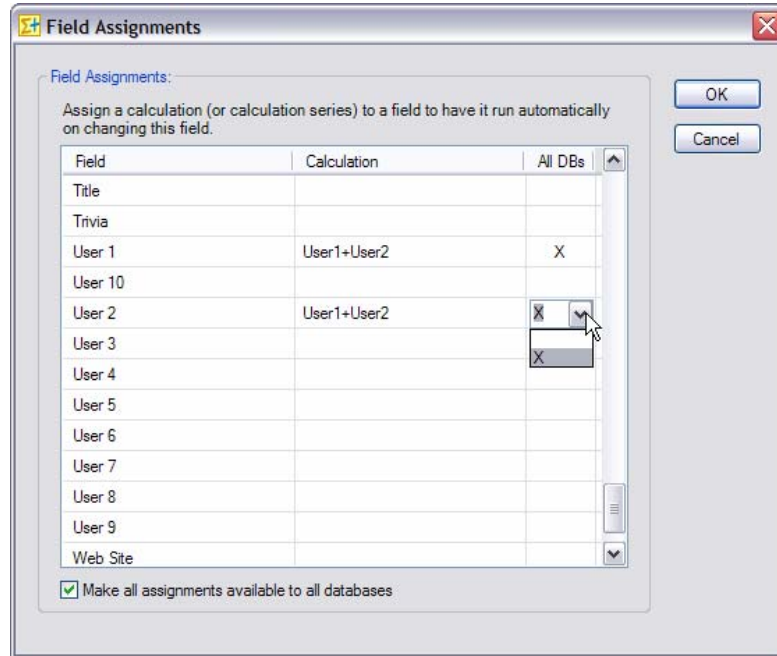 Field Assignments
Field Assignments:
OK
Assign a calculation (or calculation series) to a field to have it run automatically
on changing this field.
Cancel
Field Calculation All DBs
Title
Trivia
User 1 User1+User2 X
User 10
User 2 User1+User2 X
User 3
X
User 4
User 5
User 6
User 7
User 8
User 9
Web Site
Make all assignments available to all databases